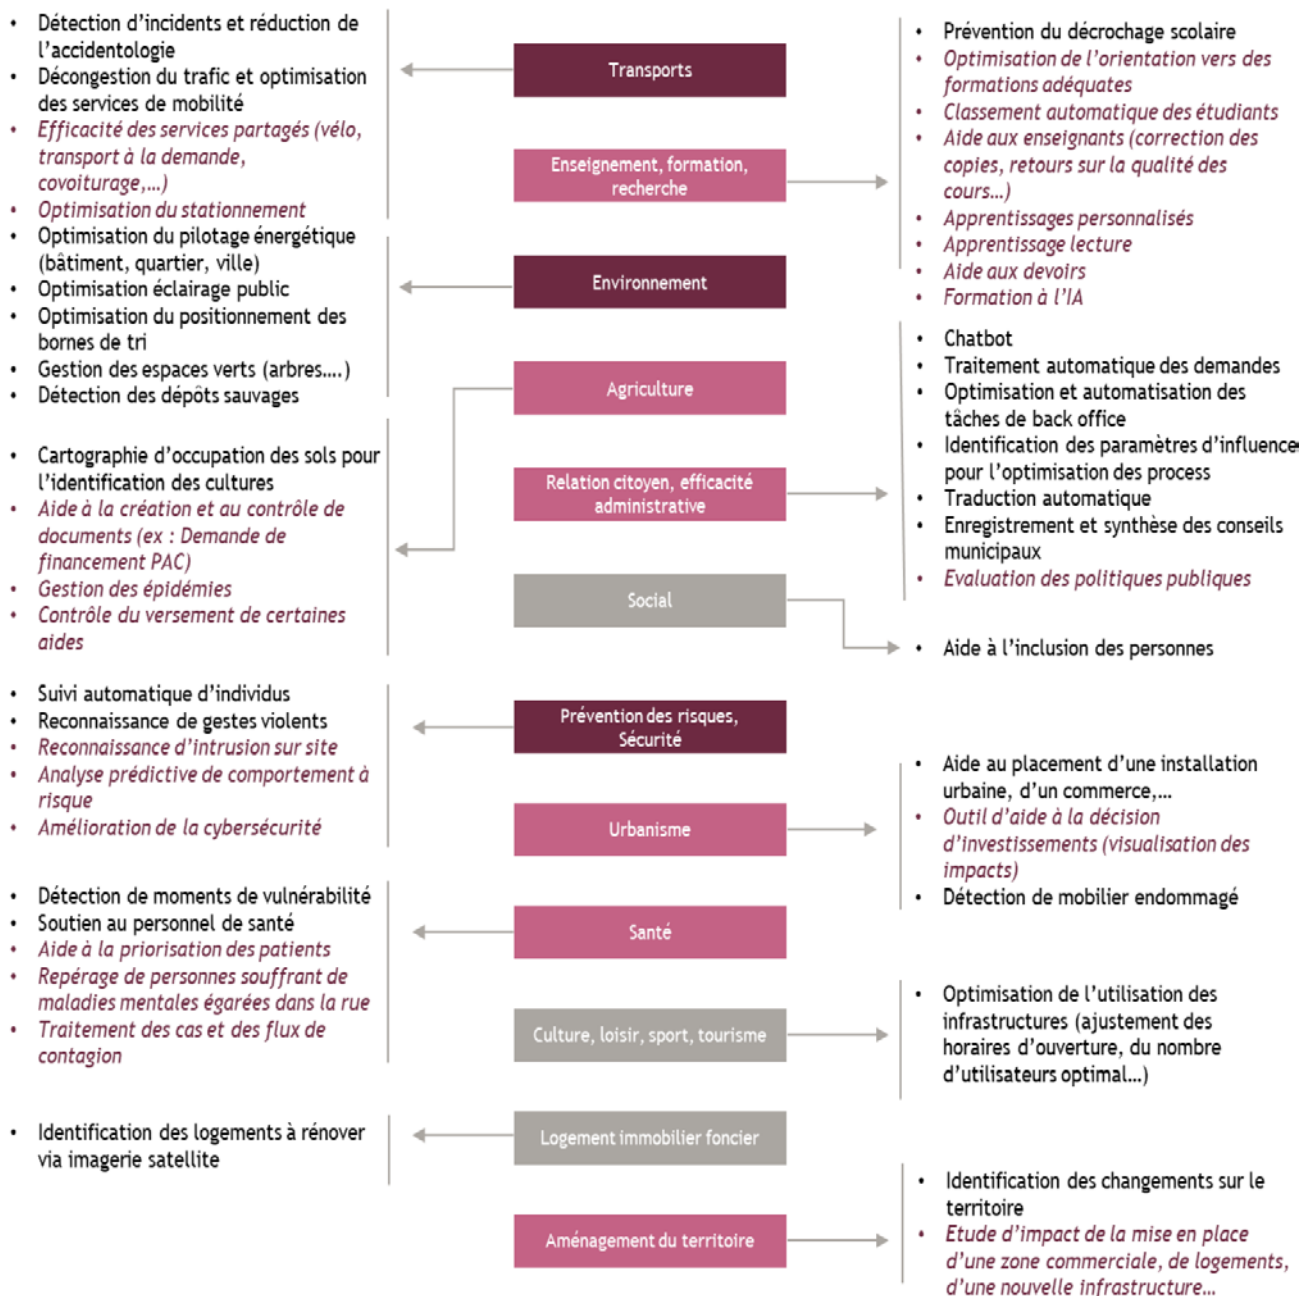 Transports
• Détection d’incidents et réduction de
l’accidentologie
• Décongestion du trafic et optimisation
des services de mobilité
• Efficacité des services partagés (vélo,
transport à la demande,
covoiturage,…)
• Optimisation du stationnement
Enseignement, formation,
recherche
• Prévention du décrochage scolaire
• Optimisation de l’orientation vers des
formations adéquates
• Classement automatique des étudiants
• Aide aux enseignants (correction des
copies, retours sur la qualité des
cours…)
• Apprentissages personnalisés
• Apprentissage lecture
• Aide aux devoirs
• Formation à l’IA
Environnement
• Optimisation du pilotage énergétique
(bâtiment, quartier, ville)
• Optimisation éclairage public
• Optimisation du positionnement des
bornes de tri
• Gestion des espaces verts (arbres….)
• Détection des dépôts sauvages
Agriculture
• Cartographie d’occupation des sols pour
l’identification des cultures
• Aide à la création et au contrôle de
documents (ex : Demande de
financement PAC)
• Gestion des épidémies
• Contrôle du versement de certaines
aides
Relation citoyen, efficacité
administrative
• Chatbot
• Traitement automatique des demandes
• Optimisation et automatisation des
tâches de back office
• Identification des paramètres d’influence
pour l’optimisation des process
• Traduction automatique
• Enregistrement et synthèse des conseils
municipaux
• Evaluation des politiques publiques
Social
• Aide à l’inclusion des personnes
Prévention des risques,
Sécurité
• Suivi automatique d’individus
• Reconnaissance de gestes violents
• Reconnaissance d’intrusion sur site
• Analyse prédictive de comportement à
risque
• Amélioration de la cybersécurité
Urbanisme
• Aide au placement d’une installation
urbaine, d’un commerce,…
• Outil d’aide à la décision
d’investissements (visualisation des
impacts)
• Détection de mobilier endommagé
Santé
• Détection de moments de vulnérabilité
• Soutien au personnel de santé
• Aide à la priorisation des patients
• Repérage de personnes souffrant de
maladies mentales égarées dans la rue
• Traitement des cas et des flux de
contagion
Culture, loisir, sport, tourisme
• Optimisation de l’utilisation des
infrastructures (ajustement des
horaires d’ouverture, du nombre
d’utilisateurs optimal…)
Logement immobilier foncier
• Identification des logements à rénover
via imagerie satellite
Aménagement du territoire
• Identification des changements sur le
territoire
• Etude d’impact de la mise en place
d’une zone commerciale, de logements,
d’une nouvelle infrastructure…